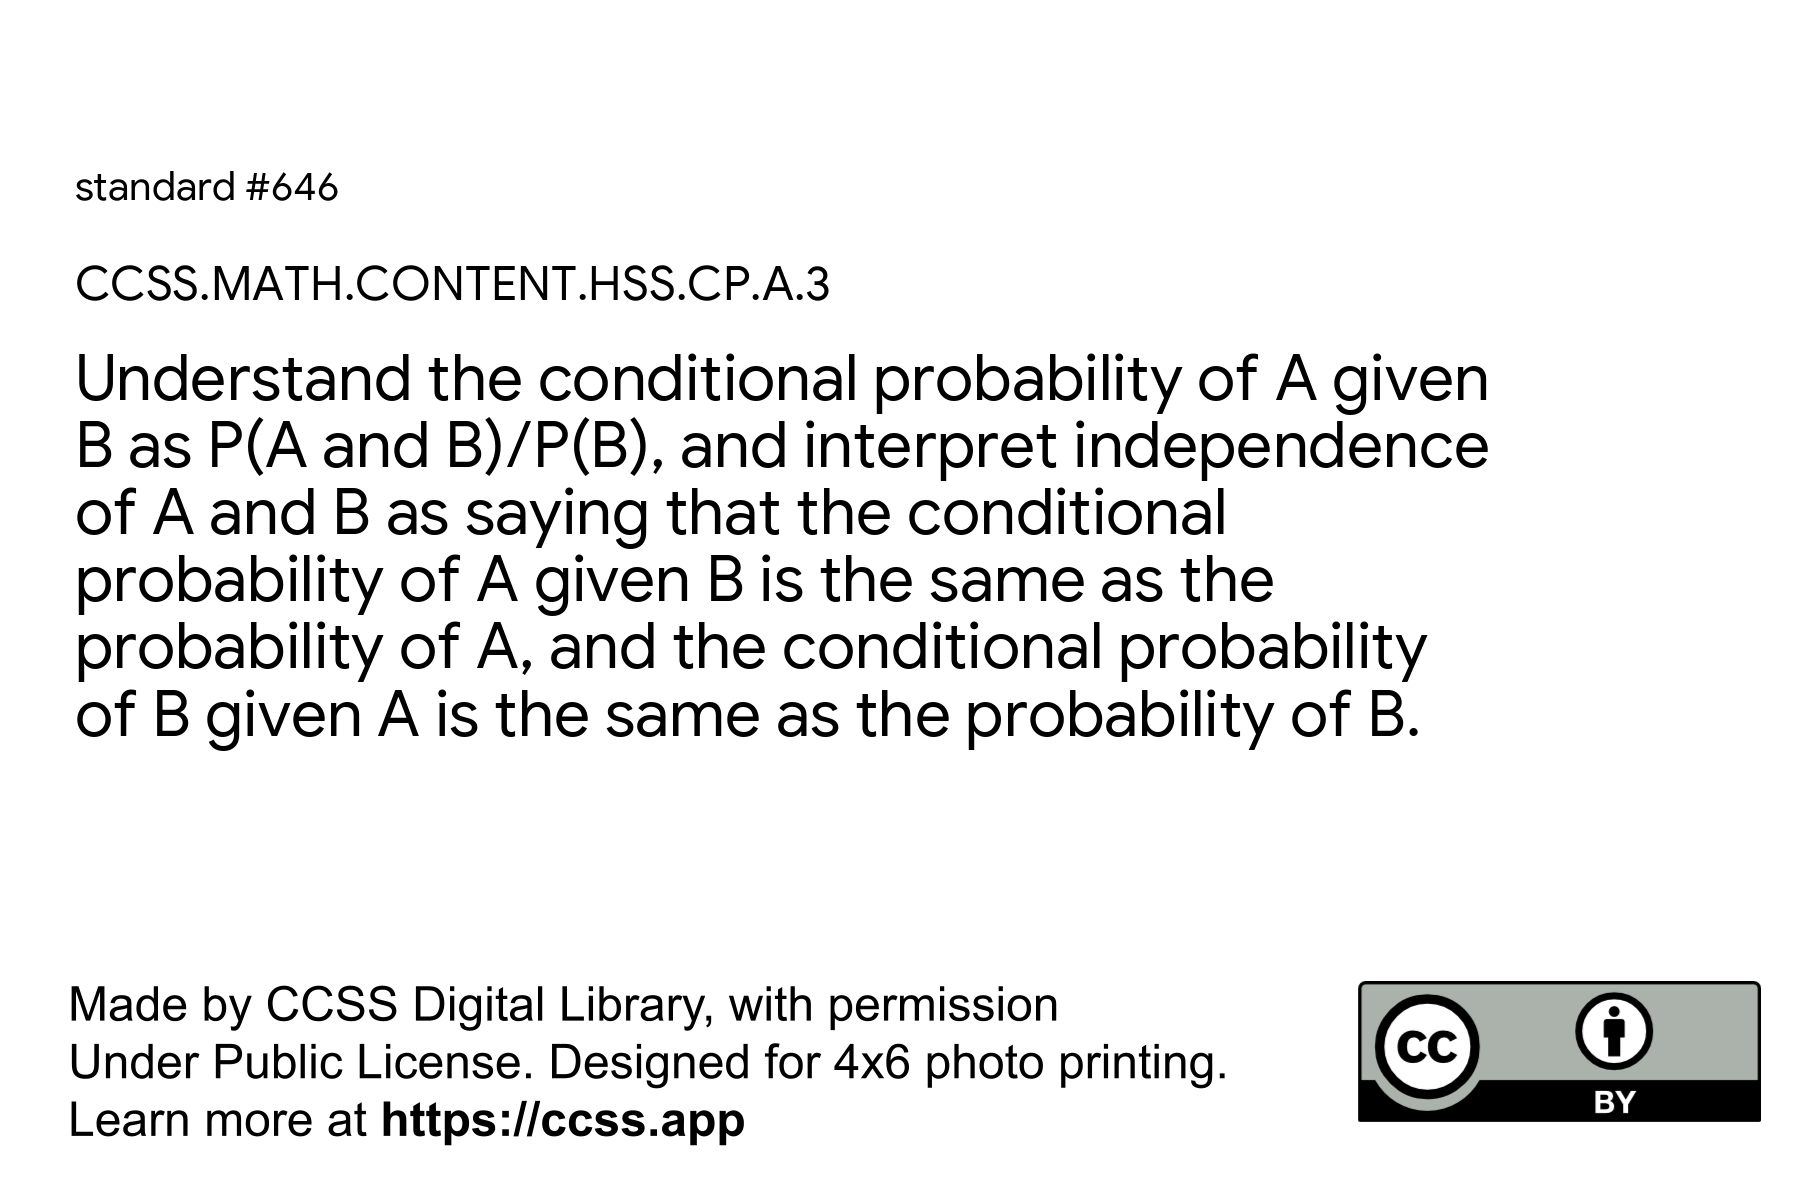 standard #646
CCSS.MATH.CONTENT.HSS.CP.A.3
Understand the conditional probability of A given
B as P(A and B)/P(B), and interpret independence
of A and B as saying that the conditional
probability of A given B is the same as the
probability of A, and the conditional probability
of B given A is the same as the probability of B.
Made by CCSS Digital Library, with permission
Under Public License. Designed for 4x6 photo printing.
Learn more at https://ccss.app
cc
BY